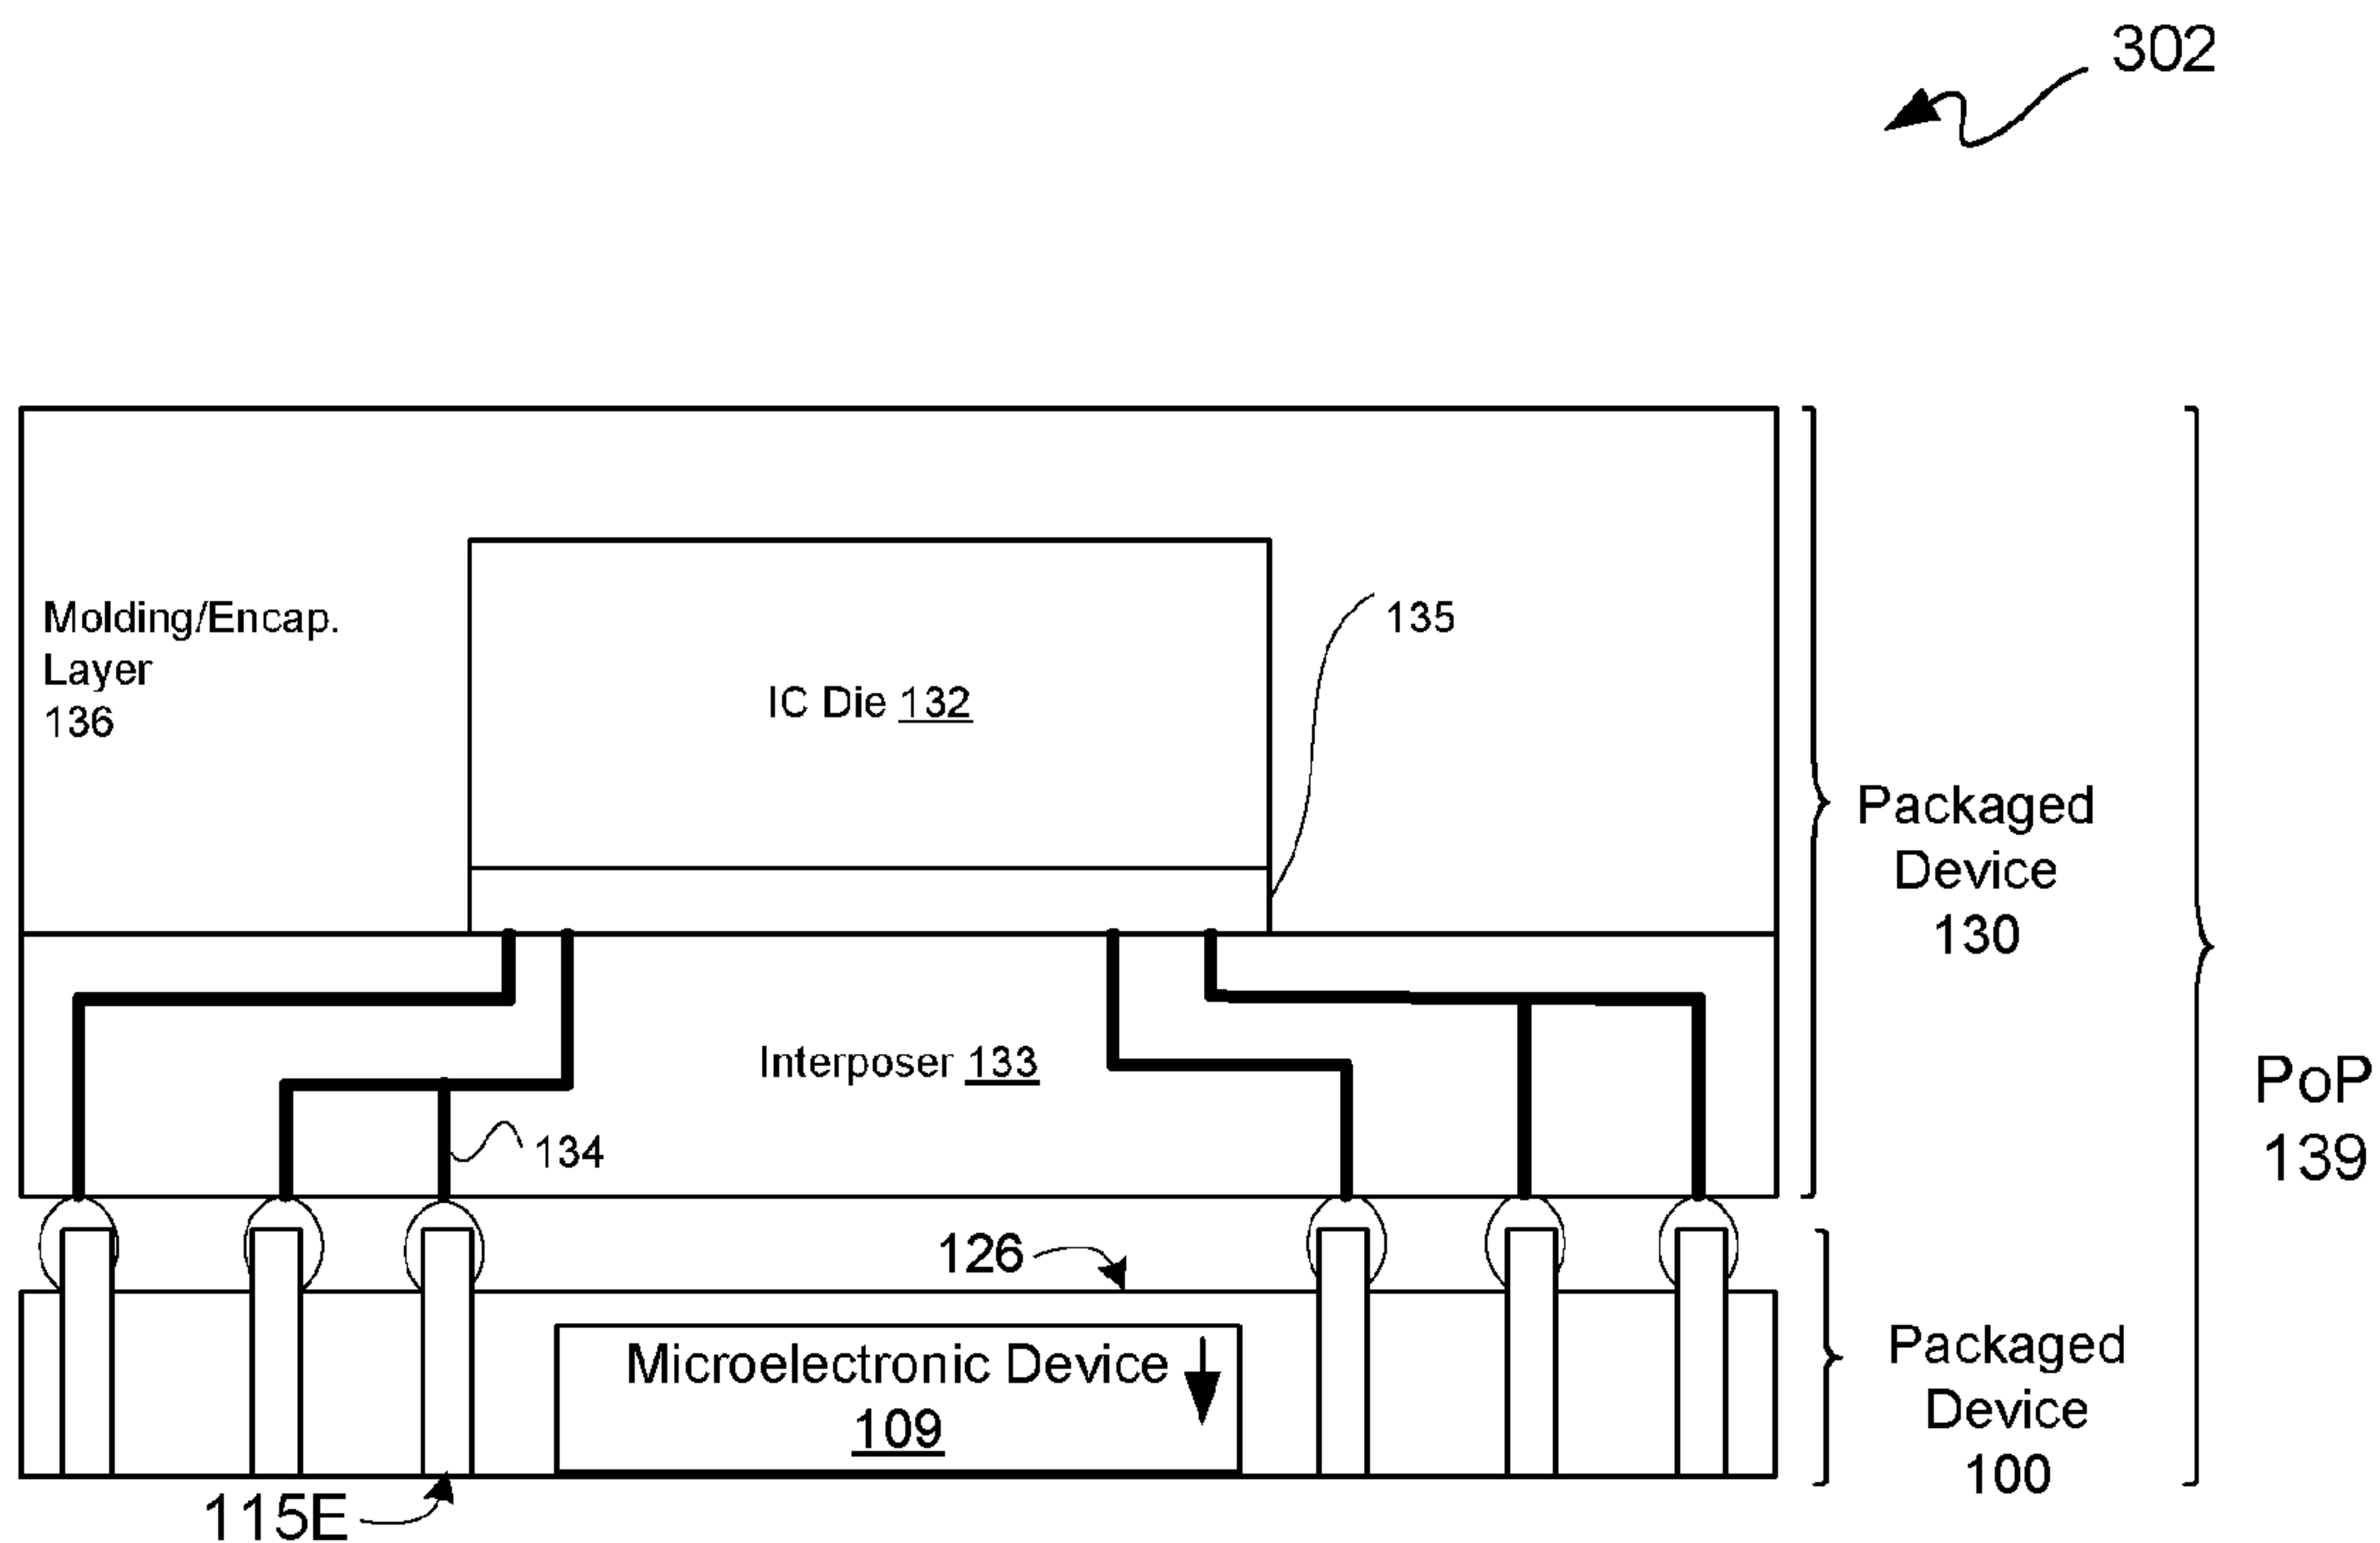 302
Molding/Encap.
Layer
136
IC Die 132
135
Packaged
Device
130
Interposer 133
134
PoP
139
126
Microelectronic Device
109
Packaged
Device
100
115E